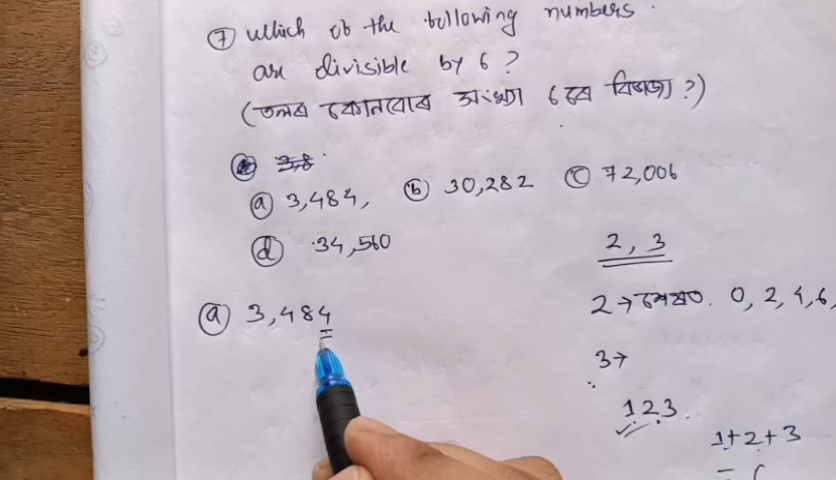 ⑦ Which of the following numbers.
are divisible by 6?
(তলৰ কোনবোৰ সংখ্যা 6 ৰে বিভাজ্য?)
ⓐ 3,484, ⓑ 30,282 ⓒ 72,006
ⓓ 34,560
2, 3
ⓐ 3,484
2→ শেষত. 0, 2, 4, 6,
3→
123.
1+2+3
=